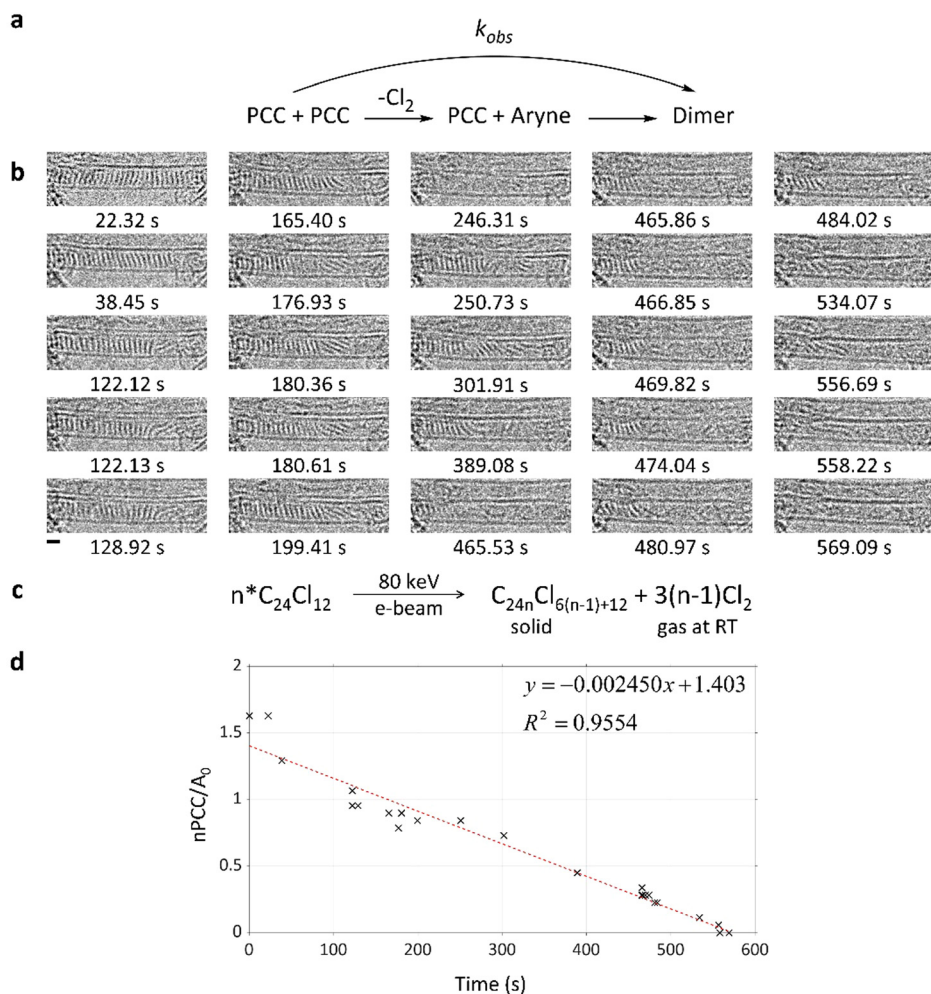 a
k_obs
-Cl2
PCC + PCC PCC + Aryne Dimer
b
22.32 s 165.40 s 246.31 s 465.86 s 484.02 s
38.45 s 176.93 s 250.73 s 466.85 s 534.07 s
122.12 s 180.36 s 301.91 s 469.82 s 556.69 s
122.13 s 180.61 s 389.08 s 474.04 s 558.22 s
128.92 s 199.41 s 465.53 s 480.97 s 569.09 s
c
n*C24Cl12 80 keV e-beam C24nCl6(n-1)+12 + 3(n-1)Cl2
solid gas at RT
d
y = −0.002450x + 1.403
R² = 0.9554
nPCC/A0
2
1.5
1
0.5
0
0 100 200 300 400 500 600
Time (s)